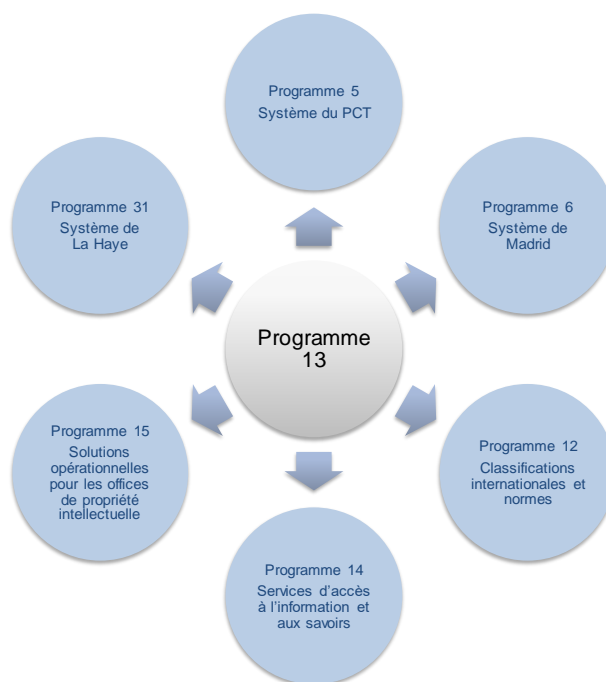 Programme 5
Système du PCT
Programme 31
Système de
La Haye
Programme 6
Système de
Madrid
Programme
13
Programme 15
Solutions
opérationnelles
pour les offices
de propriété
intellectuelle
Programme 12
Classifications
internationales et
normes
Programme 14
Services d’accès
à l’information et
aux savoirs